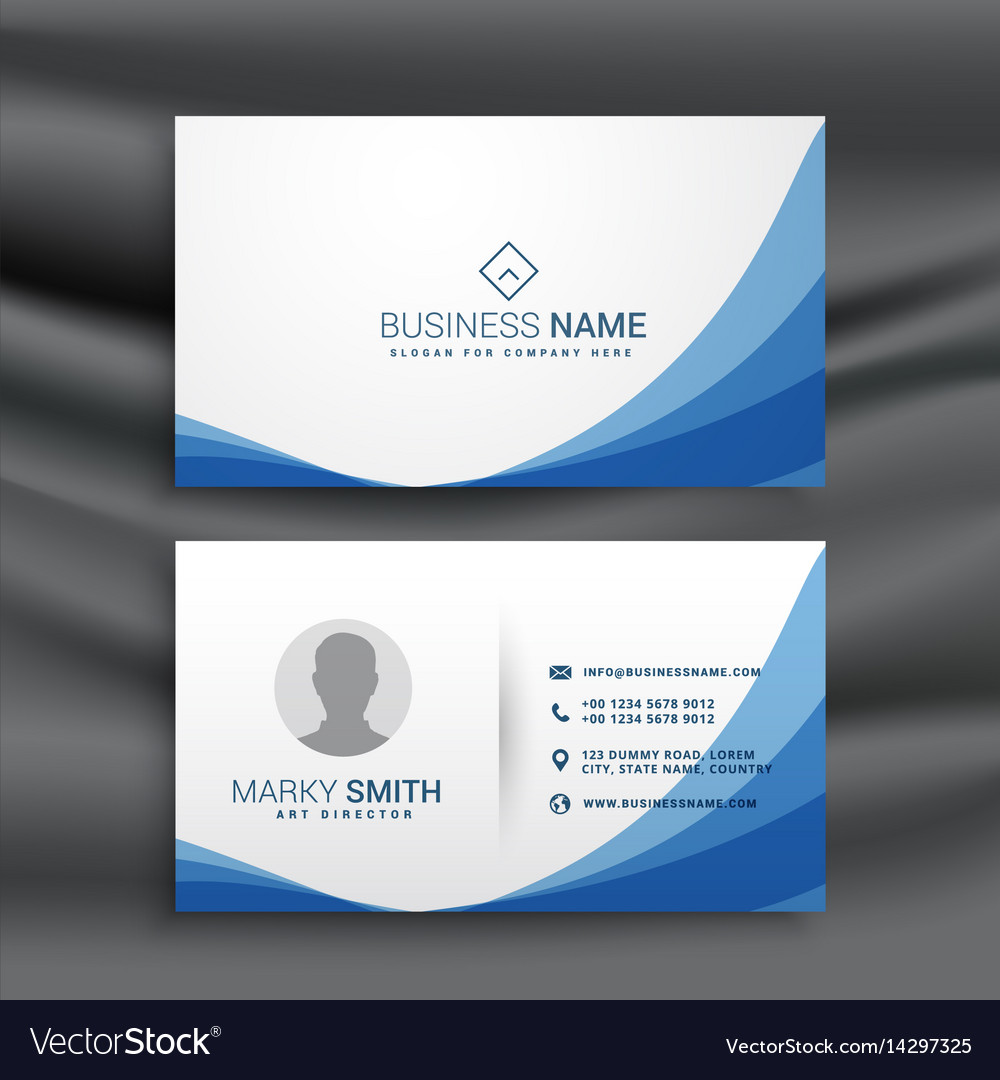 BUSINESS NAME
SLOGAN FOR COMPANY HERE
INFO@BUSINESSNAME.COM
+00 1234 5678 9012
+00 1234 5678 9012
123 DUMMY ROAD, LOREM
CITY, STATE NAME, COUNTRY
WWW.BUSINESSNAME.COM
MARKY SMITH
ART DIRECTOR
VectorStock®
VectorStock.com/14297325